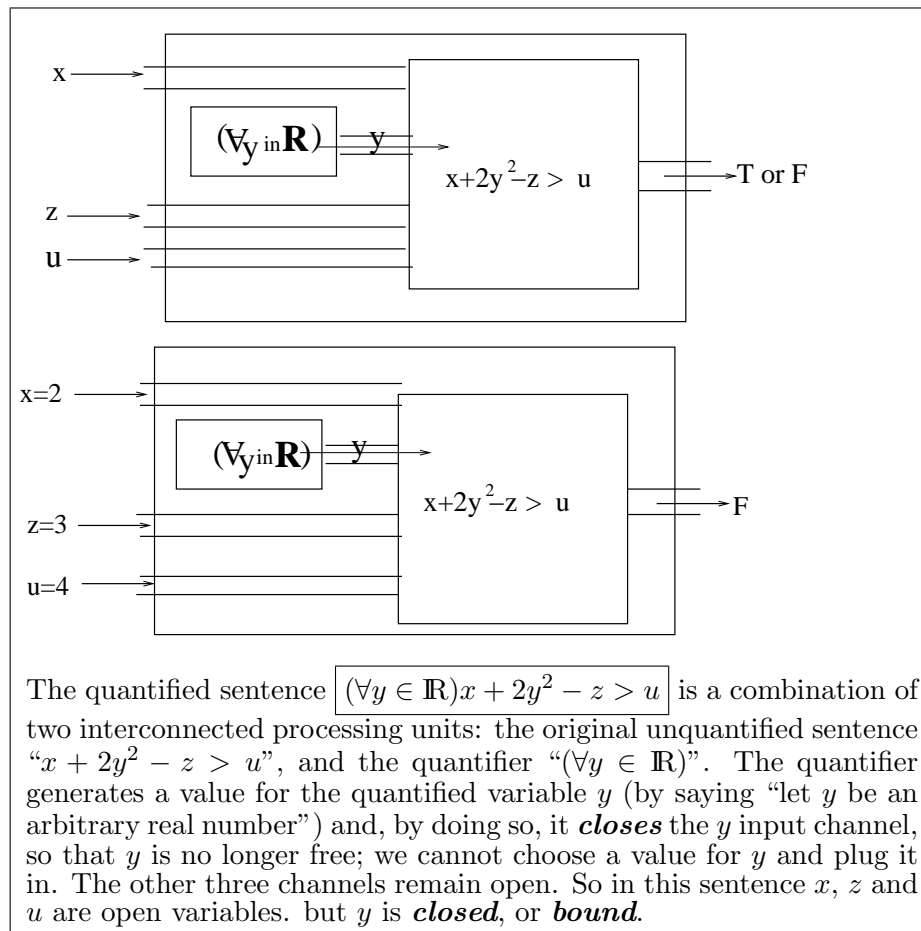 x
(∀y in R) y
x+2y²–z > u
T or F
z
u
x=2
(∀y in R) y
x+2y²–z > u
F
z=3
u=4
The quantified sentence (∀y ∈ ℝ)x + 2y² − z > u is a combination of
two interconnected processing units: the original unquantified sentence
“x + 2y² − z > u”, and the quantifier “(∀y ∈ ℝ)”. The quantifier
generates a value for the quantified variable y (by saying “let y be an
arbitrary real number”) and, by doing so, it closes the y input channel,
so that y is no longer free; we cannot choose a value for y and plug it
in. The other three channels remain open. So in this sentence x, z and
u are open variables. but y is closed, or bound.